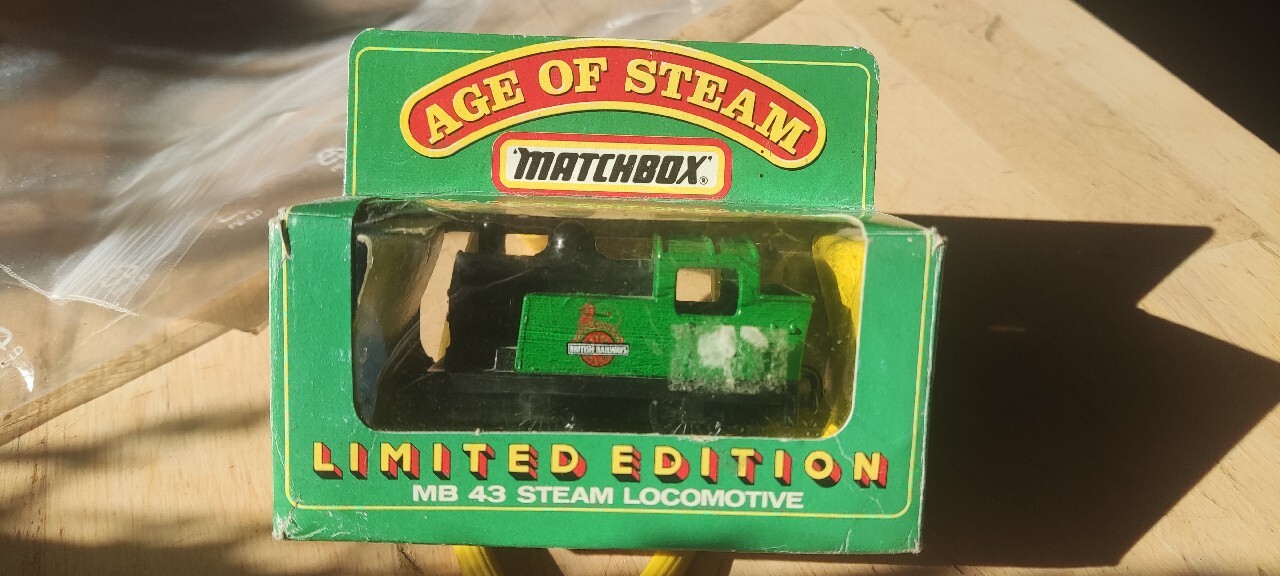 AGE OF STEAM
'MATCHBOX'®
BRITISH RAILWAYS
LIMITED EDITION
MB 43 STEAM LOCOMOTIVE